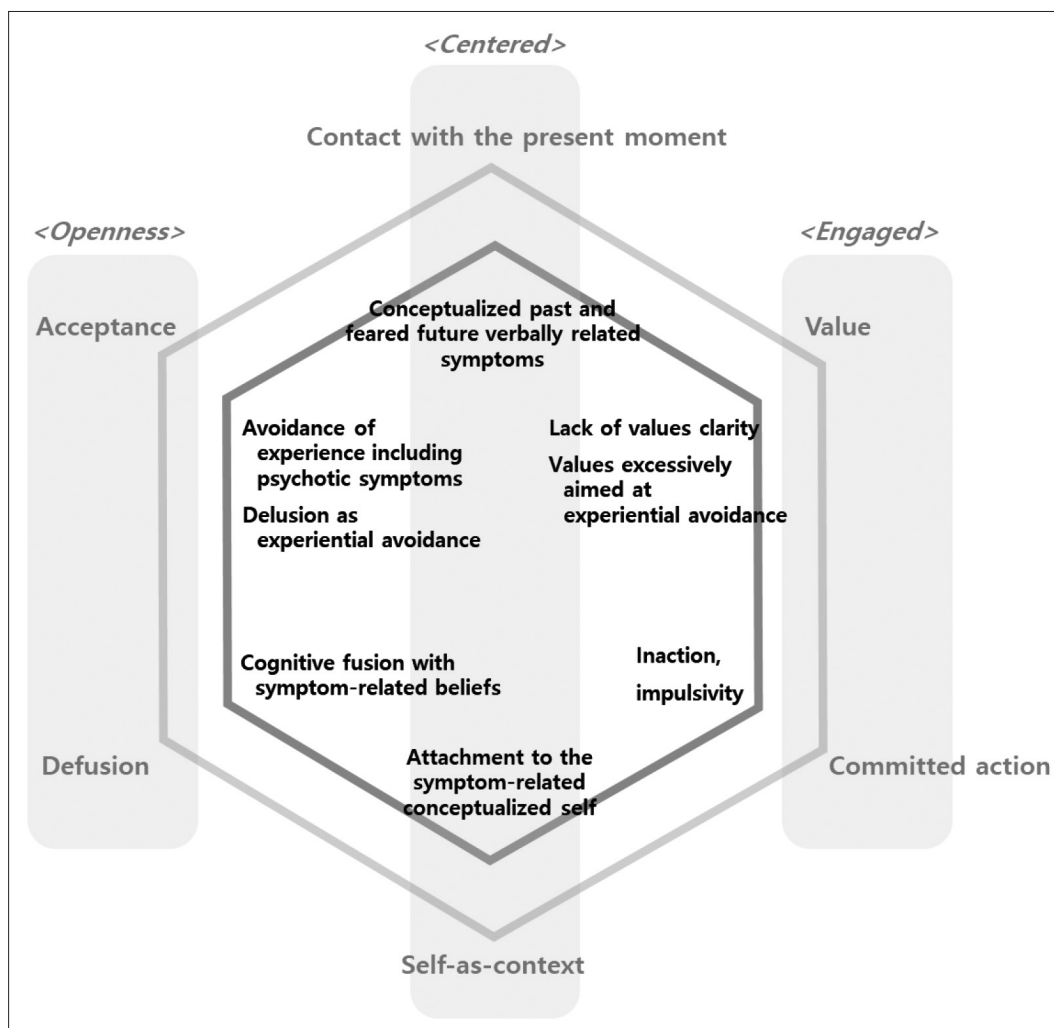 <Centered>
Contact with the present moment
<Openness>
<Engaged>
Acceptance
Value
Conceptualized past and
feared future verbally related
symptoms
Avoidance of
experience including
psychotic symptoms
Delusion as
experiential avoidance
Lack of values clarity
Values excessively
aimed at
experiential avoidance
Cognitive fusion with
symptom-related beliefs
Inaction,
impulsivity
Attachment to the
symptom-related
conceptualized self
Defusion
Committed action
Self-as-context